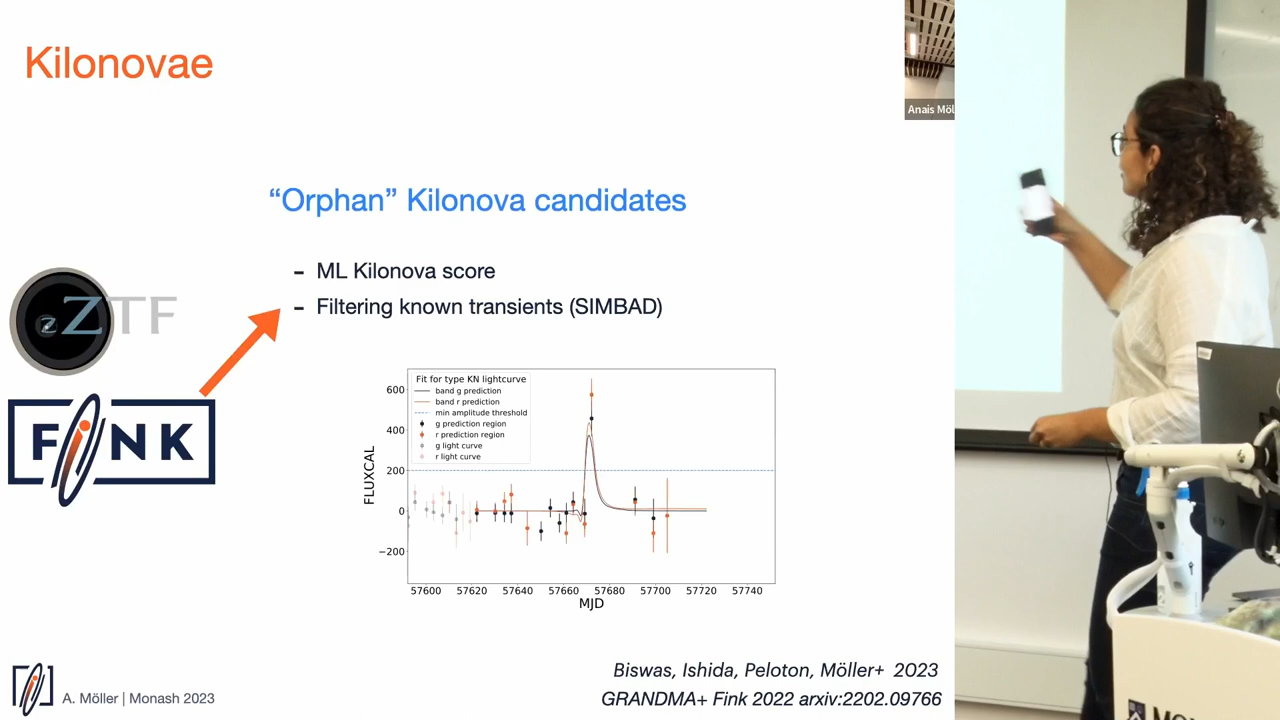 Kilonovae
Anais Möl
“Orphan” Kilonova candidates
- ML Kilonova score
- Filtering known transients (SIMBAD)
zZTF
FINK
Fit for type KN lightcurve
band g prediction
band r prediction
min amplitude threshold
g prediction region
r prediction region
g light curve
r light curve
600
400
200
0
−200
FLUXCAL
57600 57620 57640 57660 57680 57700 57720 57740
MJD
Biswas, Ishida, Peloton, Möller+ 2023
GRANDMA+ Fink 2022 arxiv:2202.09766
A. Möller | Monash 2023